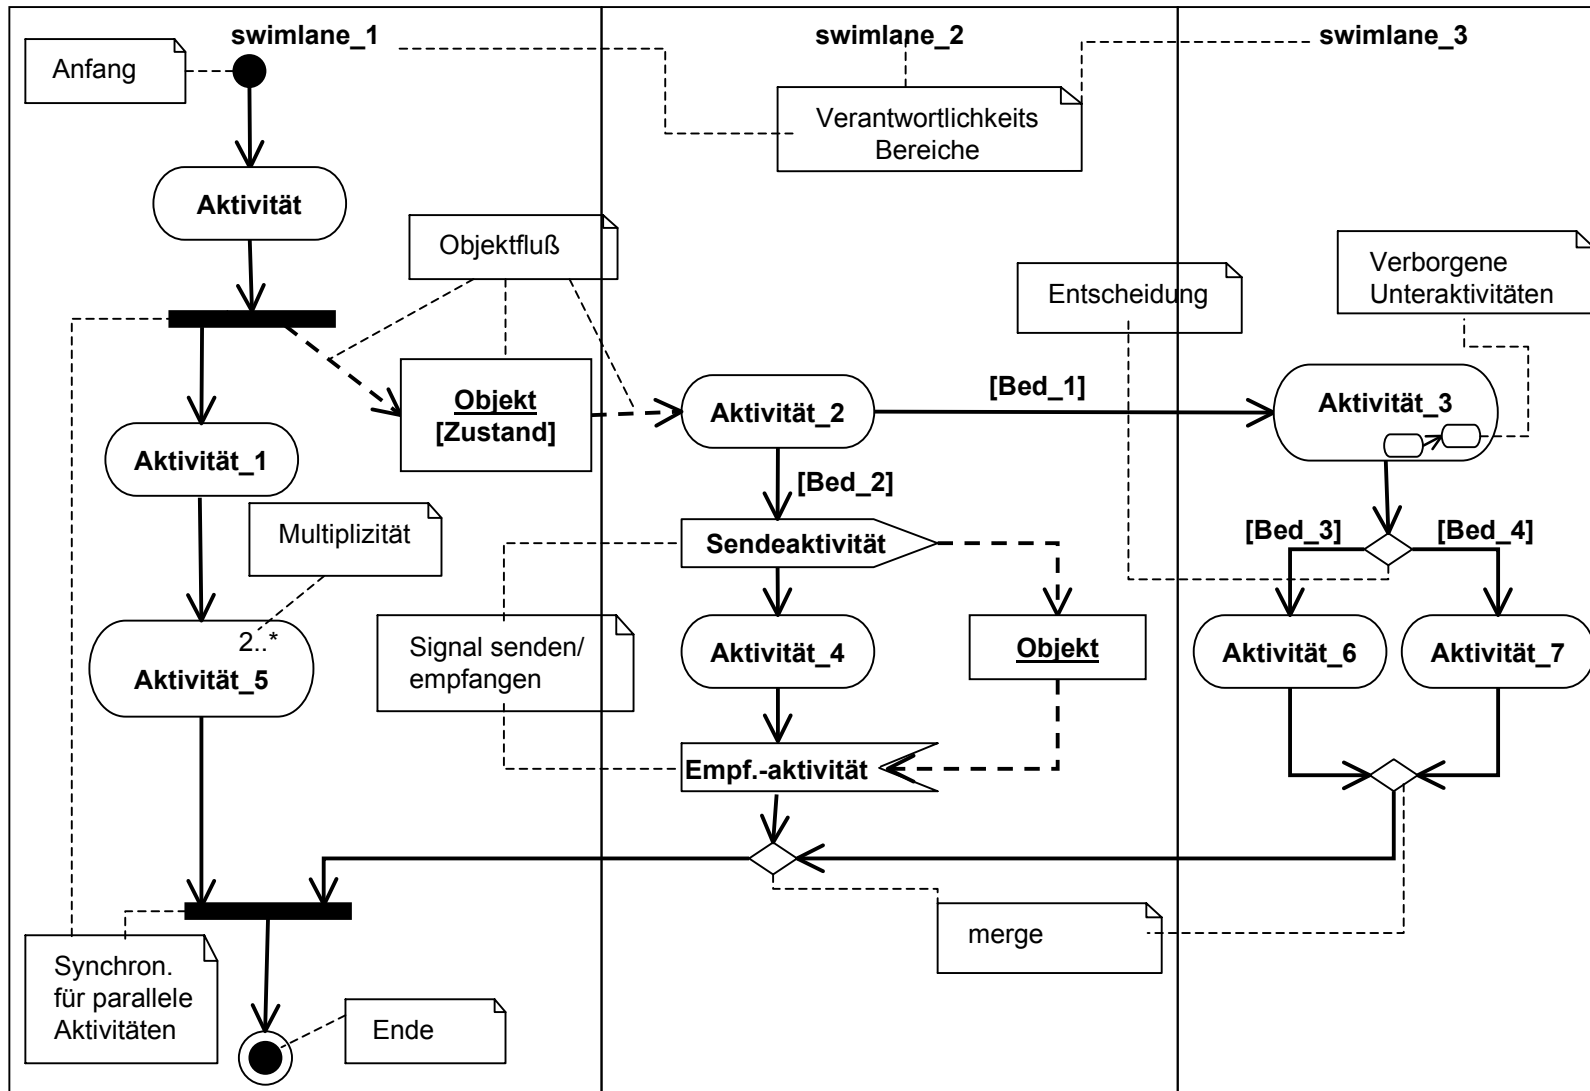 swimlane_1
swimlane_2
swimlane_3
Anfang
Verantwortlichkeits
Bereiche
Aktivität
Objektfluß
Entscheidung
Verborgene
Unteraktivitäten
Objekt
[Zustand]
Aktivität_2
[Bed_1]
Aktivität_3
Aktivität_1
[Bed_2]
Multiplizität
Sendeaktivität
[Bed_3]
[Bed_4]
2..*
Aktivität_5
Signal senden/
empfangen
Aktivität_4
Objekt
Aktivität_6
Aktivität_7
Empf.-aktivität
merge
Synchron.
für parallele
Aktivitäten
Ende